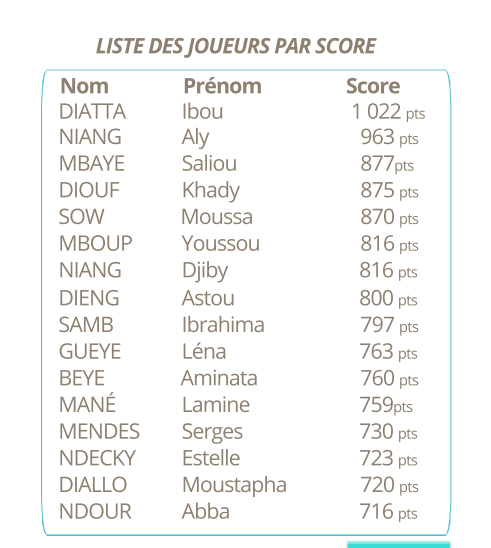 LISTE DES JOUEURS PAR SCORE
Nom Prénom Score
DIATTA Ibou 1 022 pts
NIANG Aly 963 pts
MBAYE Saliou 877pts
DIOUF Khady 875 pts
SOW Moussa 870 pts
MBOUP Youssou 816 pts
NIANG Djiby 816 pts
DIENG Astou 800 pts
SAMB Ibrahima 797 pts
GUEYE Léna 763 pts
BEYE Aminata 760 pts
MANÉ Lamine 759pts
MENDES Serges 730 pts
NDECKY Estelle 723 pts
DIALLO Moustapha 720 pts
NDOUR Abba 716 pts